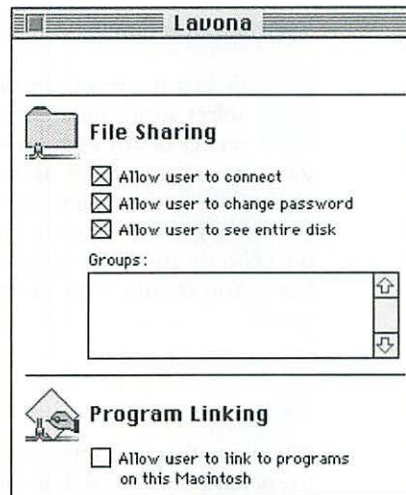 Lavona
File Sharing
Allow user to connect
Allow user to change password
Allow user to see entire disk
Groups:
Program Linking
Allow user to link to programs
on this Macintosh